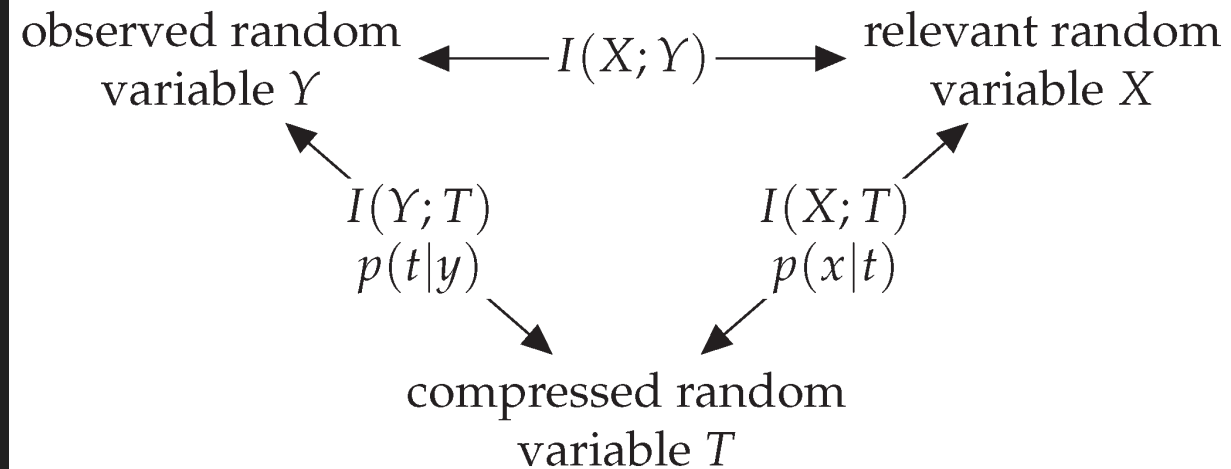 observed random
variable Y
I(X; Y)
relevant random
variable X
I(Y; T)
p(t|y)
I(X; T)
p(x|t)
compressed random
variable T